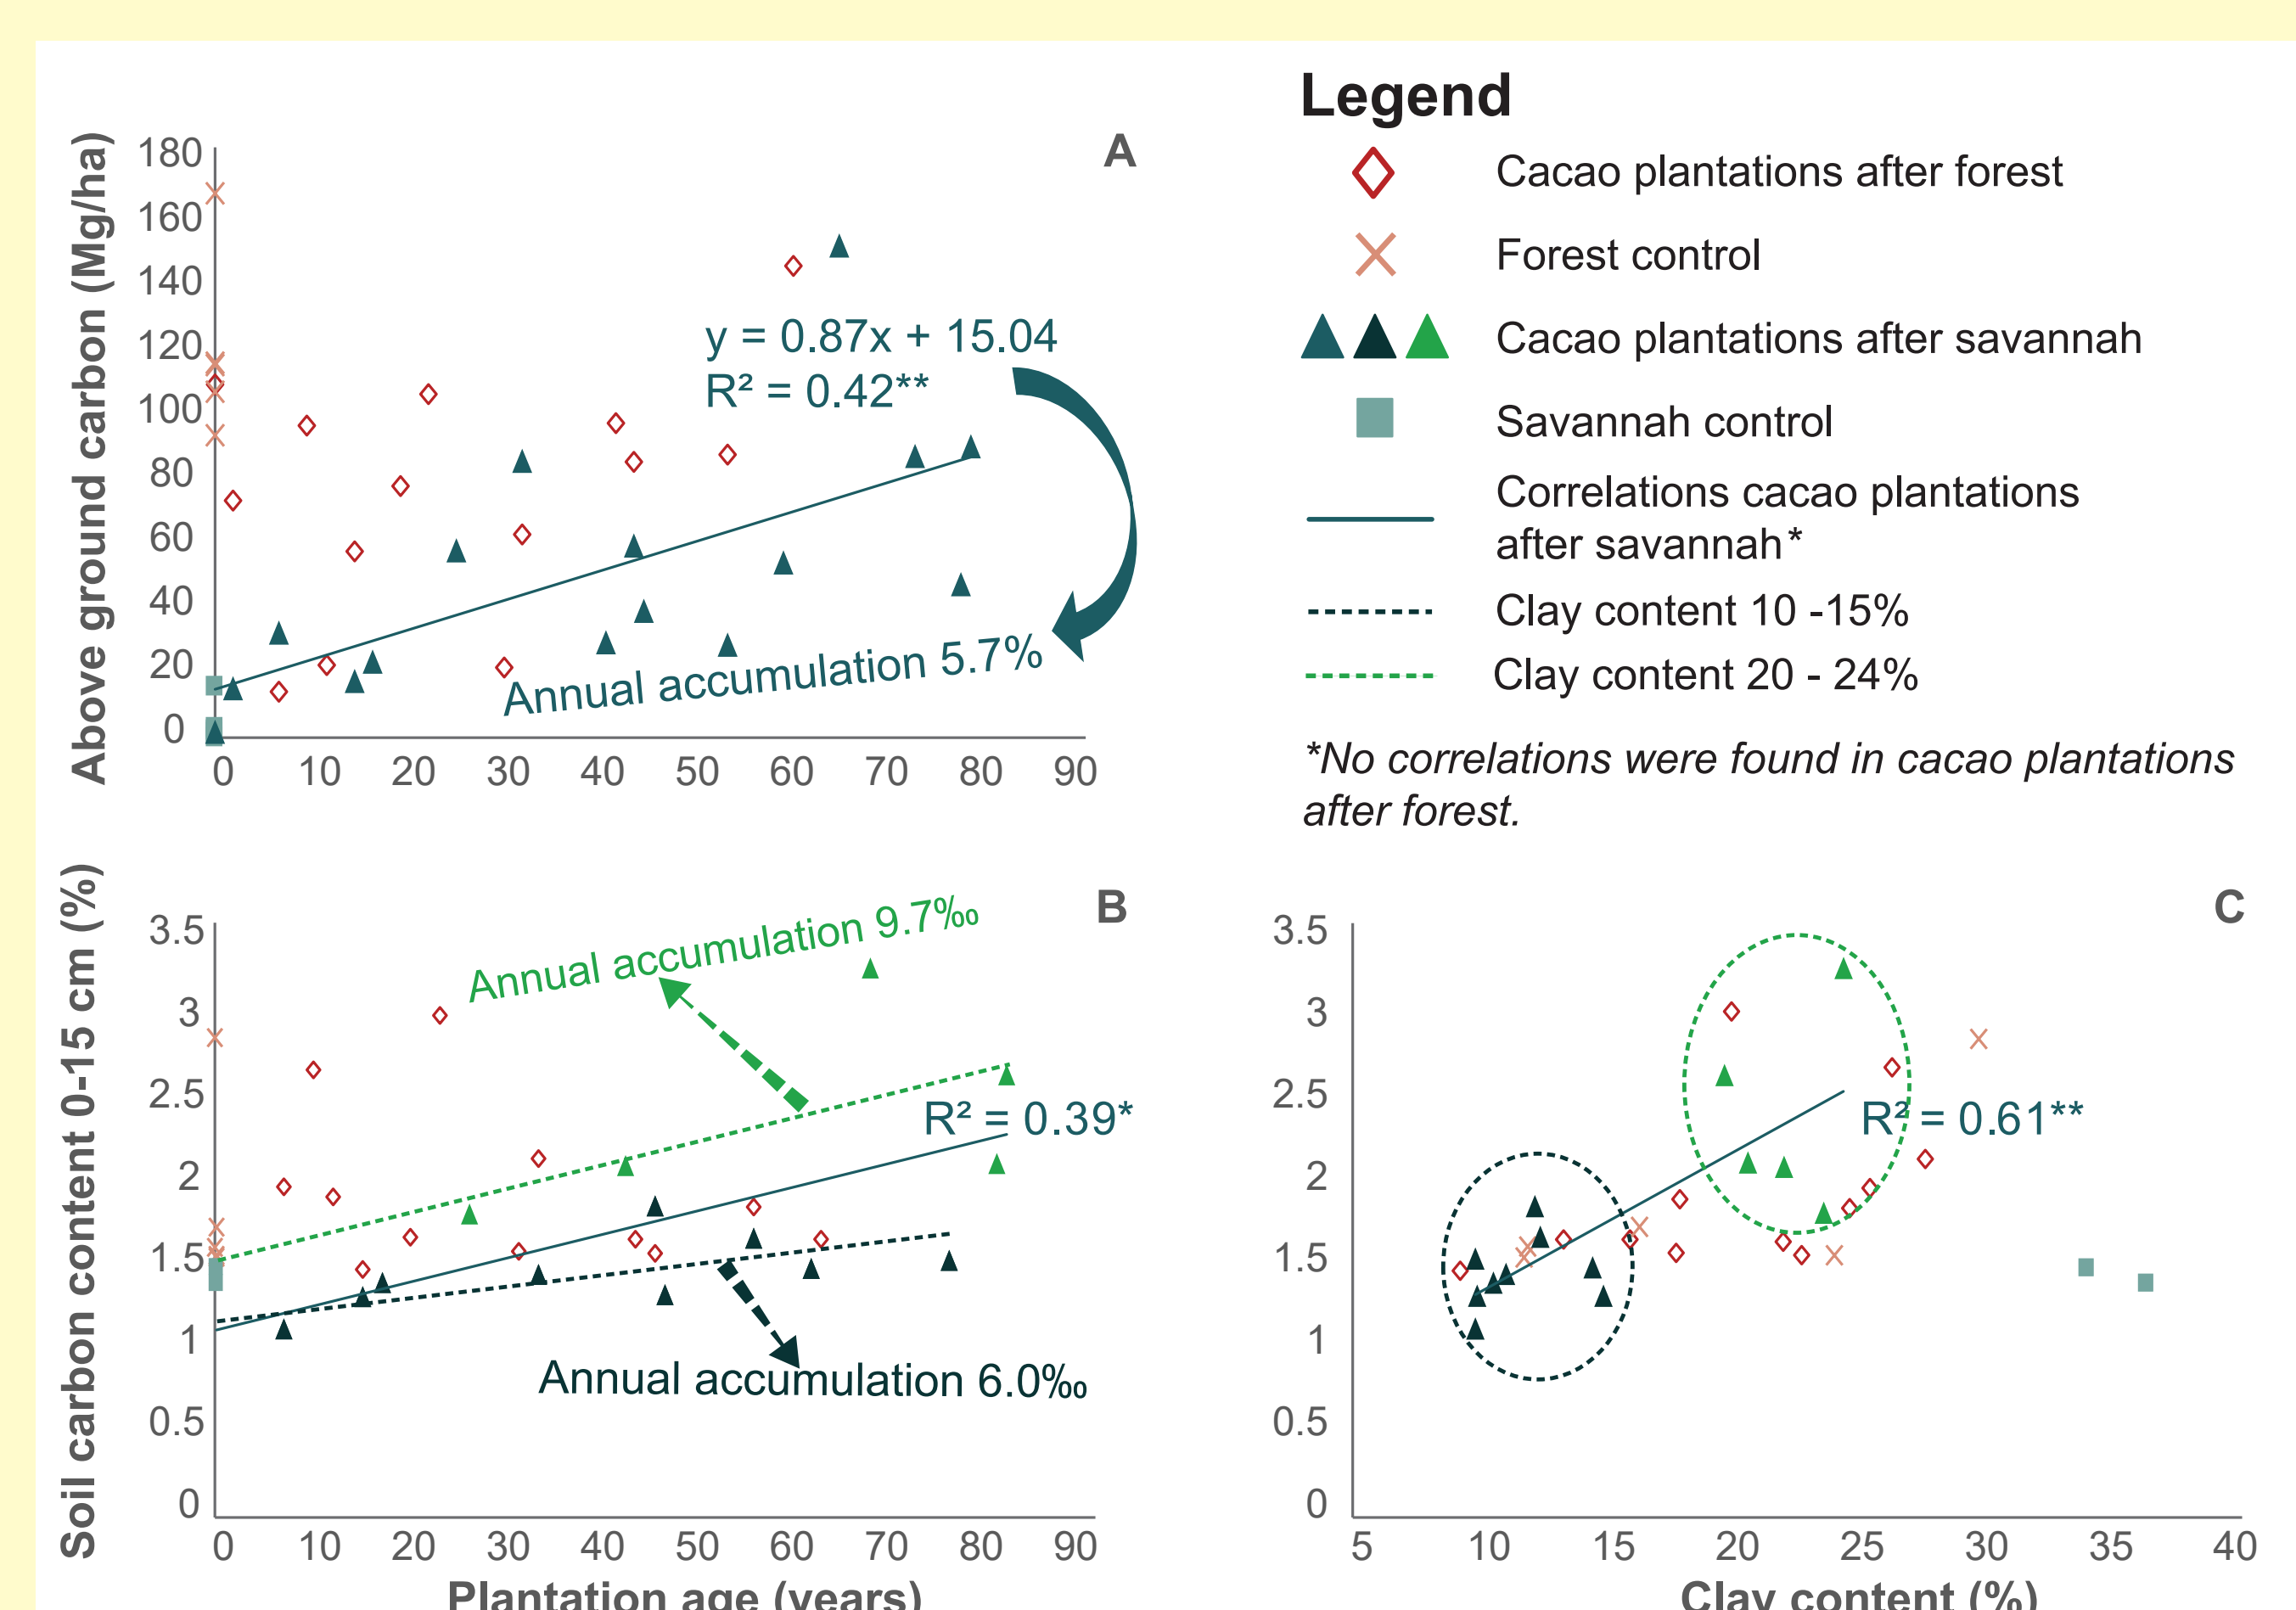 Legend
Cacao plantations after forest
Forest control
Cacao plantations after savannah
Savannah control
Correlations cacao plantations
after savannah*
Clay content 10 -15%
Clay content 20 - 24%
*No correlations were found in cacao plantations
after forest.
A
Above ground carbon (Mg/ha)
180
160
140
120
100
80
60
40
20
0
y = 0.87x + 15.04
R² = 0.42**
Annual accumulation 5.7%
0 10 20 30 40 50 60 70 80 90
B
Soil carbon content 0-15 cm (%)
3.5
3
2.5
2
1.5
1
0.5
0
Annual accumulation 9.7‰
R² = 0.39*
Annual accumulation 6.0‰
0 10 20 30 40 50 60 70 80 90
Plantation age (years)
C
3.5
3
2.5
2
1.5
1
0.5
0
R² = 0.61**
5 10 15 20 25 30 35 40
Clay content (%)